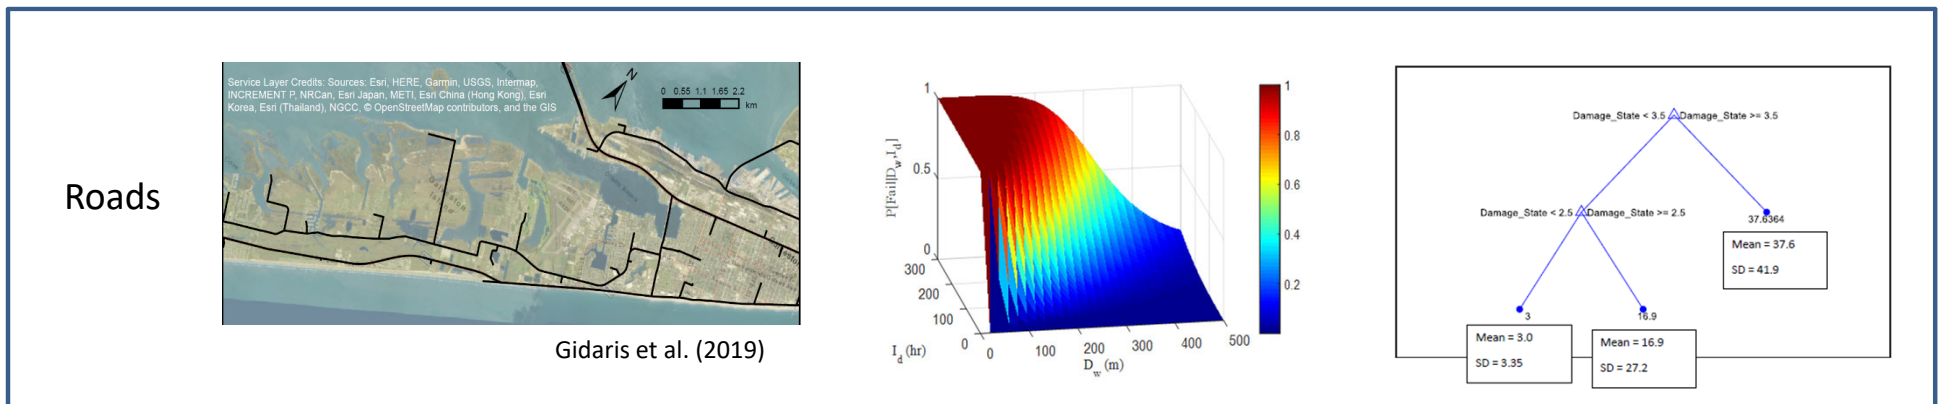 Roads
Service Layer Credits: Sources: Esri, HERE, Garmin, USGS, Intermap,
INCREMENT P, NRCan, Esri Japan, METI, Esri China (Hong Kong), Esri
Korea, Esri (Thailand), NGCC, © OpenStreetMap contributors, and the GIS
N
0 0.55 1.1 1.65 2.2
km
Galveston
Island
Gidaris et al. (2019)
P[Fail|D_w,I_d]
1
0.5
0
300
200
100
0
I_d (hr)
0
100
200
300
400
500
D_w (m)
1
0.8
0.6
0.4
0.2
Damage_State < 3.5
Damage_State >= 3.5
Damage_State < 2.5
Damage_State >= 2.5
37.6364
Mean = 37.6
SD = 41.9
3
16.9
Mean = 3.0
SD = 3.35
Mean = 16.9
SD = 27.2